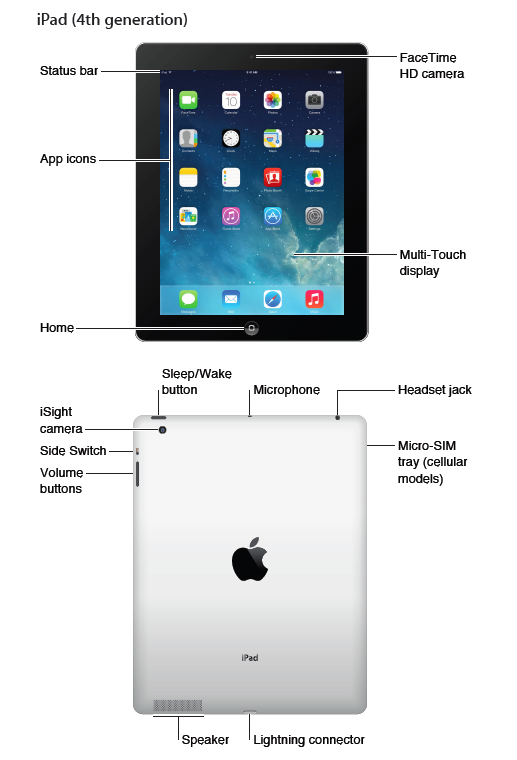 iPad (4th generation)
Status bar
FaceTime
HD camera
App icons
Multi-Touch
display
Home
Sleep/Wake
button
Microphone
Headset jack
iSight
camera
Side Switch
Volume
buttons
Micro-SIM
tray (cellular
models)
iPad
Speaker
Lightning connector